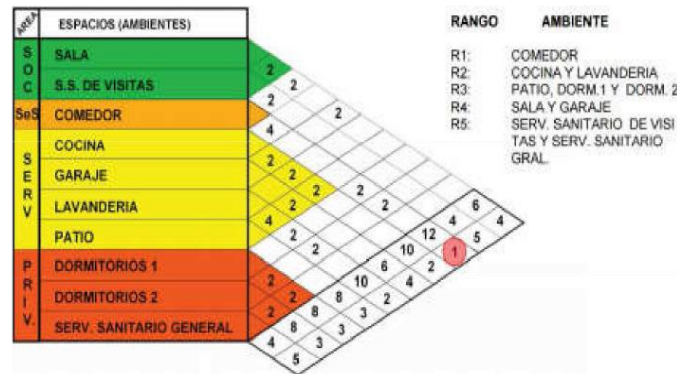 AREA
ESPACIOS (AMBIENTES)
SOC
SALA
S.S. DE VISITAS
SeS
COMEDOR
SERV
COCINA
GARAJE
LAVANDERIA
PATIO
PRIV.
DORMITORIOS 1
DORMITORIOS 2
SERV. SANITARIO GENERAL
2
2
2
2
4
2
2
2 2
2 2 6
4 4 4
2 12 5
2 10 1
6 2
2 10 4
2 8 2
2 8 3
8 3
4 3
5
RANGO AMBIENTE
R1: COMEDOR
R2: COCINA Y LAVANDERIA
R3: PATIO, DORM.1 Y DORM. 2
R4: SALA Y GARAJE
R5: SERV. SANITARIO DE VISI
TAS Y SERV. SANITARIO
GRAL.